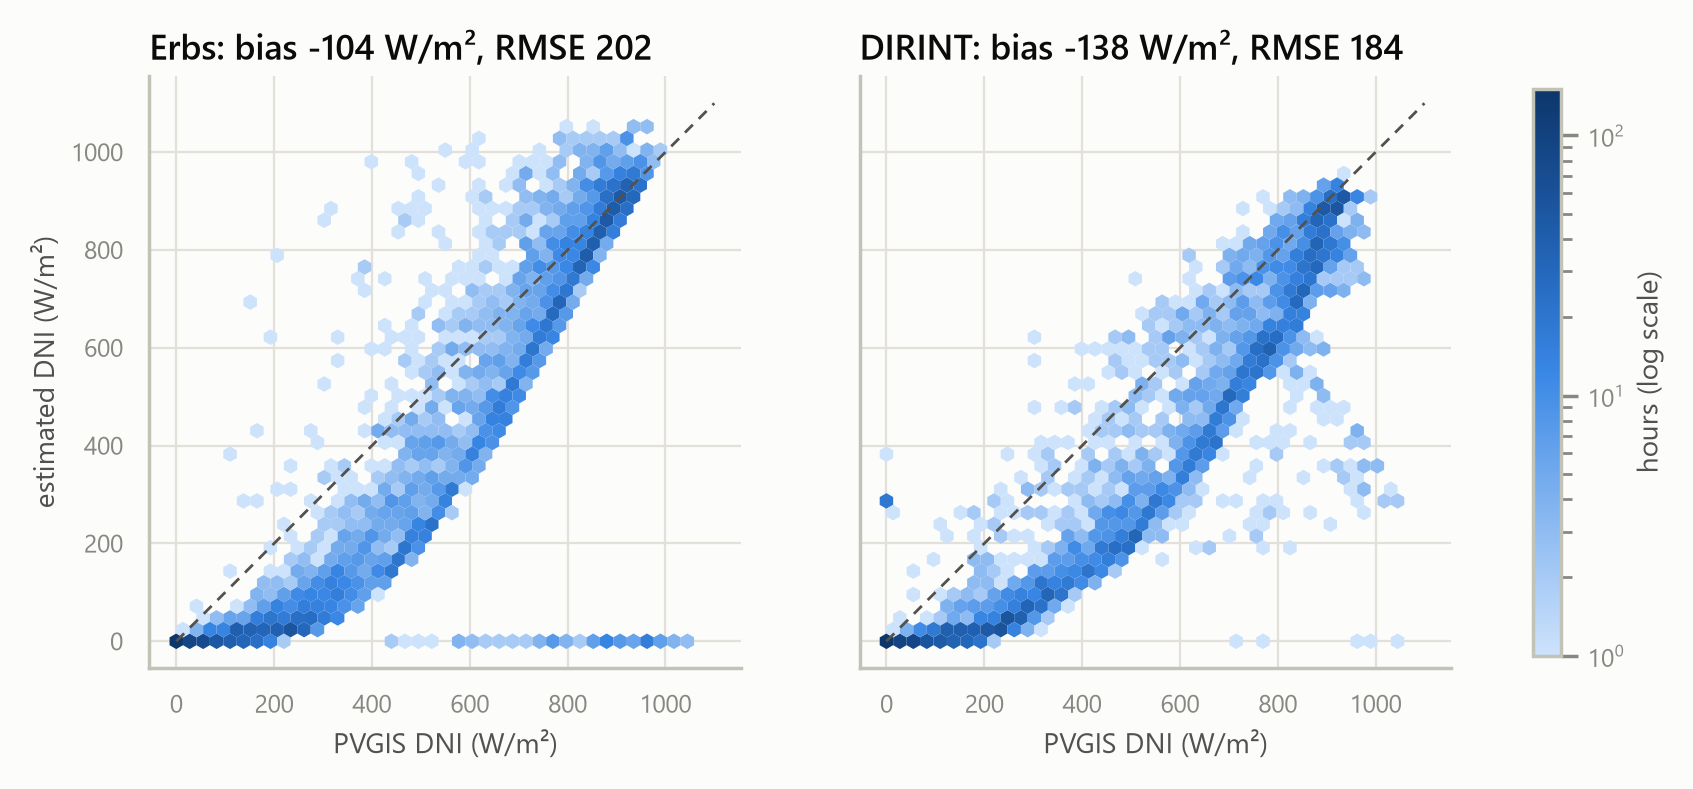 Erbs: bias -104 W/m², RMSE 202
DIRINT: bias -138 W/m², RMSE 184
estimated DNI (W/m²)
1000
800
600
400
200
0
0 200 400 600 800 1000
PVGIS DNI (W/m²)
0 200 400 600 800 1000
PVGIS DNI (W/m²)
10²
10¹
10⁰
hours (log scale)